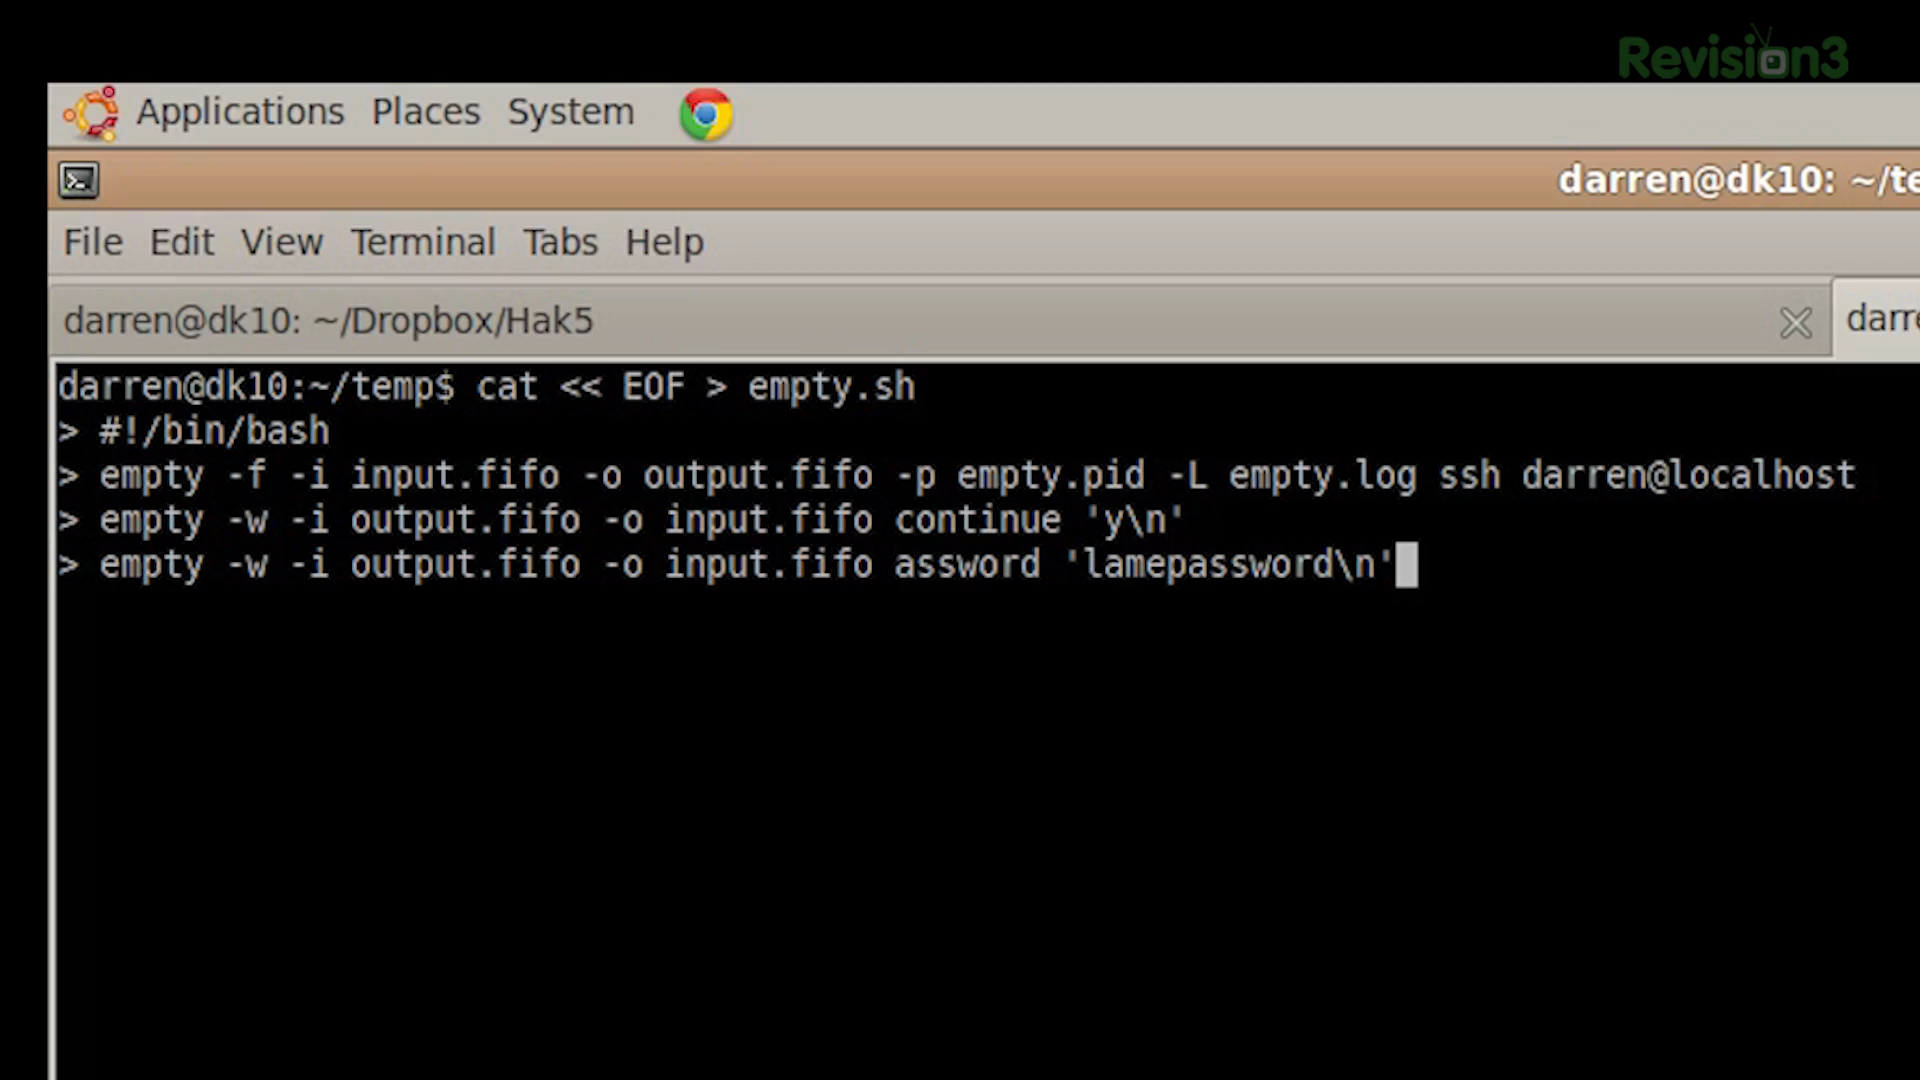 Revision3
Applications Places System
darren@dk10: ~/te
File Edit View Terminal Tabs Help
darren@dk10: ~/Dropbox/Hak5
darre
darren@dk10:~/temp$ cat << EOF > empty.sh
> #!/bin/bash
> empty -f -i input.fifo -o output.fifo -p empty.pid -L empty.log ssh darren@localhost
> empty -w -i output.fifo -o input.fifo continue 'y\n'
> empty -w -i output.fifo -o input.fifo assword 'lamepassword\n'